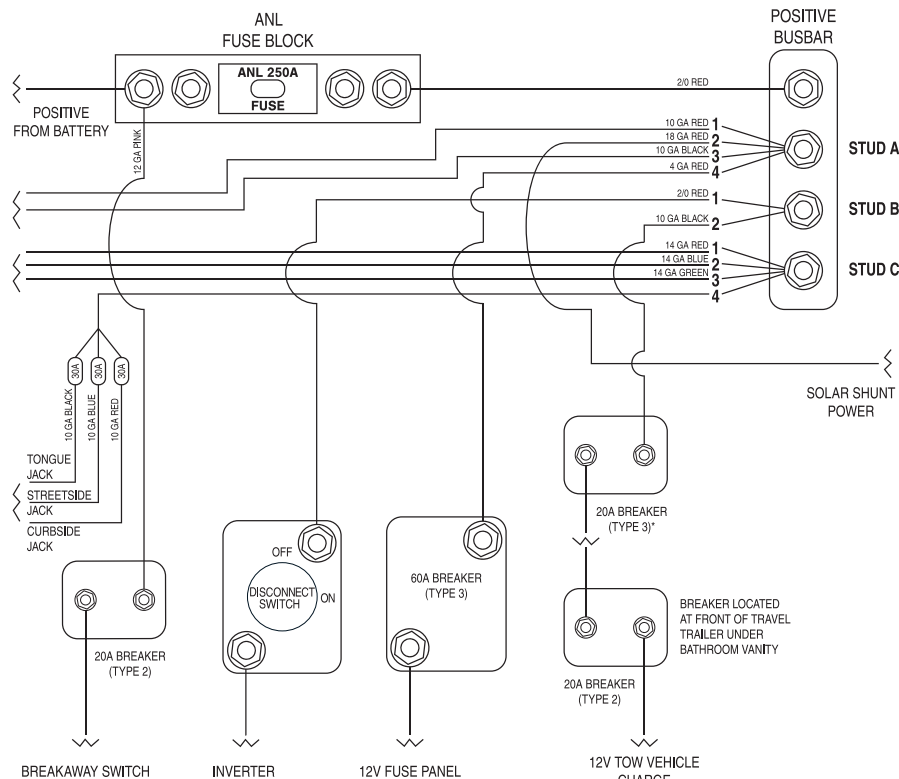 ANL
FUSE BLOCK
POSITIVE
BUSBAR
ANL 250A
FUSE
POSITIVE
FROM BATTERY
12 GA PINK
2/0 RED
10 GA RED 1
18 GA RED 2
10 GA BLACK 3
4 GA RED 4
STUD A
2/0 RED 1
10 GA BLACK 2
STUD B
14 GA RED 1
14 GA BLUE 2
14 GA GREEN 3
4
STUD C
30A
30A
30A
10 GA BLACK
10 GA BLUE
10 GA RED
TONGUE
JACK
STREETSIDE
JACK
CURBSIDE
JACK
SOLAR SHUNT
POWER
20A BREAKER
(TYPE 3)*
OFF
DISCONNECT
SWITCH
ON
60A BREAKER
(TYPE 3)
BREAKER LOCATED
AT FRONT OF TRAVEL
TRAILER UNDER
BATHROOM VANITY
20A BREAKER
(TYPE 2)
20A BREAKER
(TYPE 2)
BREAKAWAY SWITCH
INVERTER
12V FUSE PANEL
12V TOW VEHICLE
CHARGE